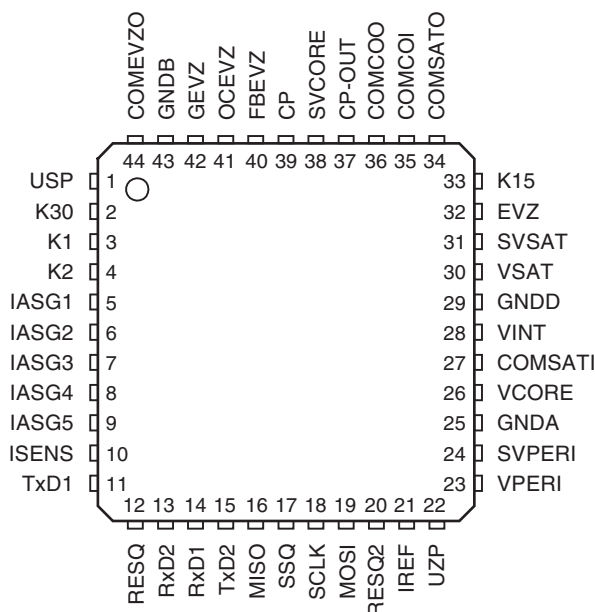 COMEVZO
GNDB
GEVZ
OCEVZ
FBEVZ
CP
SVCORE
CP-OUT
COMCOO
COMCOI
COMSATO
44 43 42 41 40 39 38 37 36 35 34
USP 1
K30 2
K1 3
K2 4
IASG1 5
IASG2 6
IASG3 7
IASG4 8
IASG5 9
ISENS 10
TxD1 11
33 K15
32 EVZ
31 SVSAT
30 VSAT
29 GNDD
28 VINT
27 COMSATI
26 VCORE
25 GNDA
24 SVPERI
23 VPERI
12 13 14 15 16 17 18 19 20 21 22
RESQ
RxD2
RxD1
TxD2
MISO
SSQ
SCLK
MOSI
RESQ2
IREF
UZP